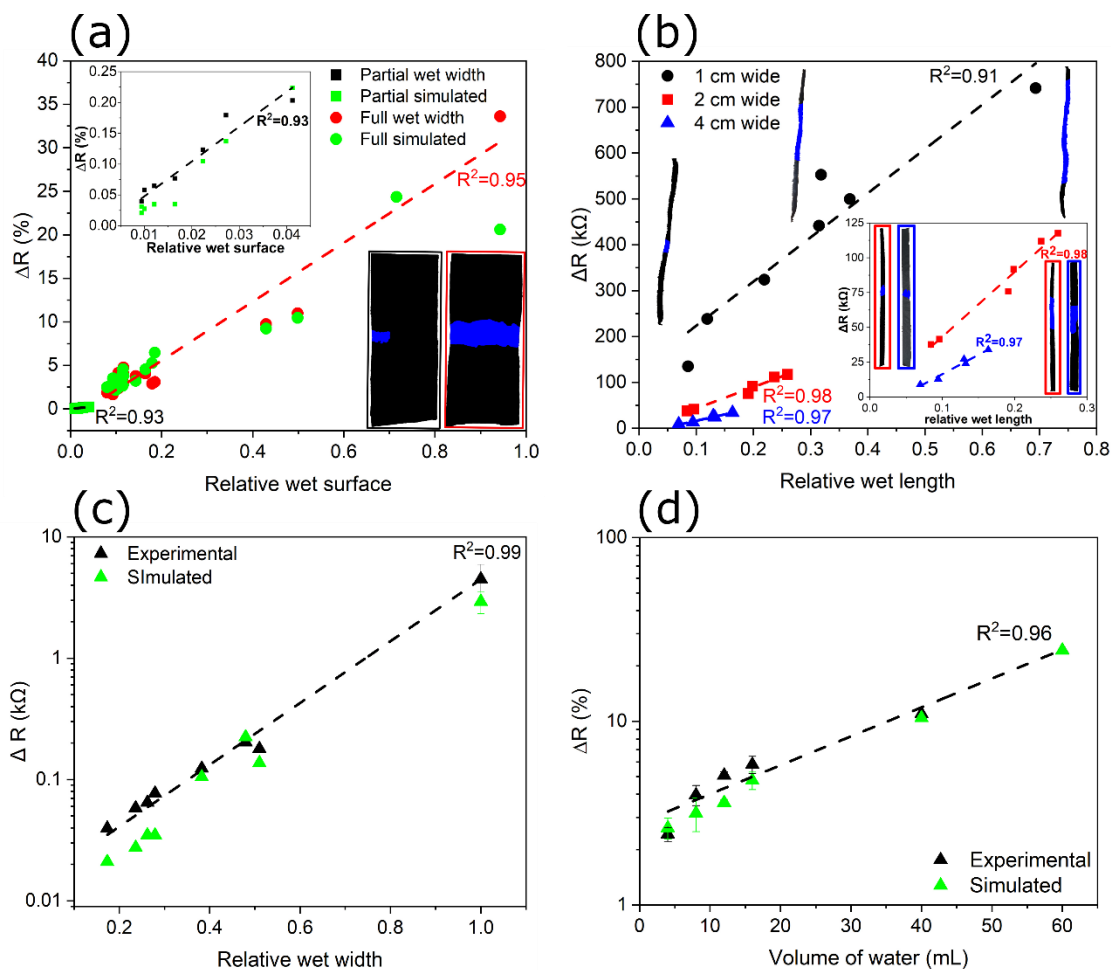 (a)
40
35
30
25
20
15
10
5
0
ΔR (%)
0.0 0.2 0.4 0.6 0.8 1.0
Relative wet surface
Partial wet width
Partial simulated
Full wet width
Full simulated
R²=0.95
R²=0.93
0.25
0.20
0.15
0.10
0.05
0.00
ΔR (%)
R²=0.93
0.01 0.02 0.03 0.04
Relative wet surface
(b)
800
700
600
500
400
300
200
100
0
ΔR (kΩ)
0.0 0.1 0.2 0.3 0.4 0.5 0.6 0.7 0.8
Relative wet length
1 cm wide
2 cm wide
4 cm wide
R²=0.91
R²=0.98
R²=0.97
125
100
75
50
25
0
ΔR (kΩ)
R²=0.98
R²=0.97
0.0 0.1 0.2 0.3
relative wet length
(c)
10
1
0.1
0.01
Δ R (kΩ)
Experimental
SImulated
R²=0.99
0.2 0.4 0.6 0.8 1.0
Relative wet width
(d)
100
10
1
ΔR (%)
R²=0.96
Experimental
Simulated
0 10 20 30 40 50 60
Volume of water (mL)